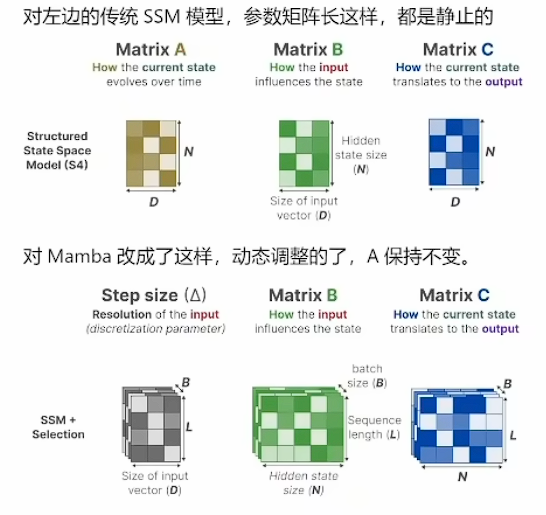 对左边的传统 SSM 模型，参数矩阵长这样，都是静止的
Matrix A
How the current state
evolves over time
Matrix B
How the input
influences the state
Matrix C
How the current state
translates to the output
Structured
State Space
Model (S4)
N
D
Hidden
state size
(N)
Size of input
vector (D)
N
D
对 Mamba 改成了这样，动态调整的了，A 保持不变。
Step size (Δ)
Resolution of the input
(discretization parameter)
Matrix B
How the input
influences the state
Matrix C
How the current state
translates to the output
SSM +
Selection
B
L
Size of input
vector (D)
batch
size (B)
Sequence
length (L)
Hidden state
size (N)
B
L
N